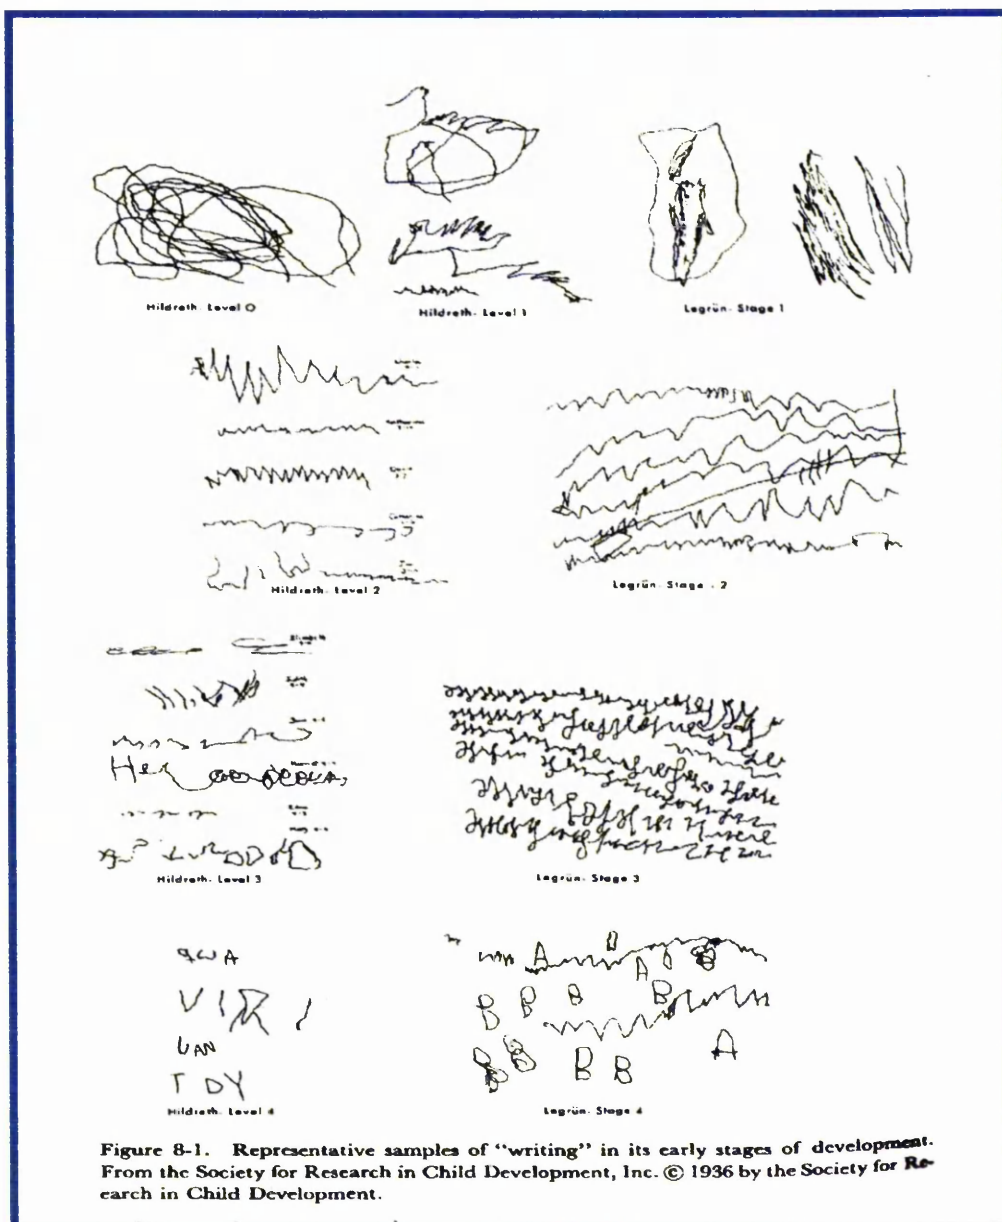 Hildreth- Level 0
Hildreth- Level 1
Legrün- Stage 1
Hildreth- Level 2
Legrün- Stage - 2
Hildreth- Level 3
Legrün- Stage 3
A
VIR
UAN
T DY
A
A
B B B B
B B A
Hildreth- Level 4
Legrün- Stage 4
Figure 8-1. Representative samples of "writing" in its early stages of development.
From the Society for Research in Child Development, Inc. © 1936 by the Society for Re-
earch in Child Development.